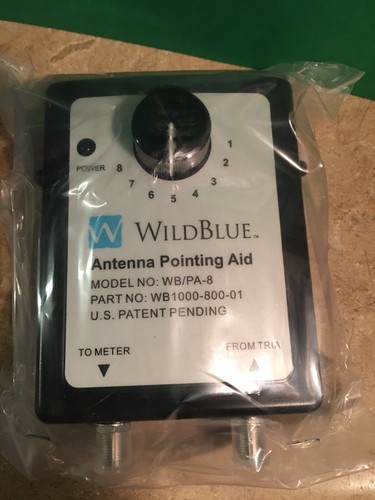 1
2
3
4
5
6
7
8
POWER
W WILDBLUE™
Antenna Pointing Aid
MODEL NO: WB/PA-8
PART NO: WB1000-800-01
U.S. PATENT PENDING
TO METER FROM TRIA